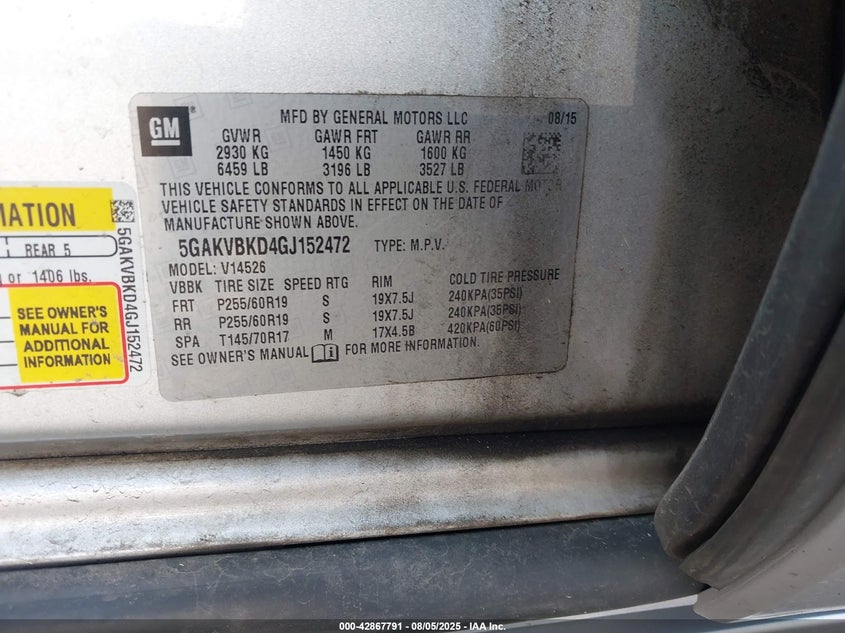 GM
MFD BY GENERAL MOTORS LLC 08/15
GVWR GAWR FRT GAWR RR
2930 KG 1450 KG 1600 KG
6459 LB 3196 LB 3527 LB
THIS VEHICLE CONFORMS TO ALL APPLICABLE U.S. FEDERAL MOTOR
VEHICLE SAFETY STANDARDS IN EFFECT ON THE DATE OF
MANUFACTURE SHOWN ABOVE.
5GAKVBKD4GJ152472 TYPE: M.P.V.
MODEL: V14526
VBBK TIRE SIZE SPEED RTG RIM COLD TIRE PRESSURE
FRT P255/60R19 S 19X7.5J 240KPA(35PSI)
RR P255/60R19 S 19X7.5J 240KPA(35PSI)
SPA T145/70R17 M 17X4.5B 420KPA(60PSI)
SEE OWNER'S MANUAL i FOR MORE INFORMATION.
MATION
REAR 5
or 1406 lbs.
SEE OWNER'S
MANUAL FOR
ADDITIONAL
INFORMATION
5GAKVBKD4GJ152472
000-42867791 - 08/05/2025 - IAA Inc.